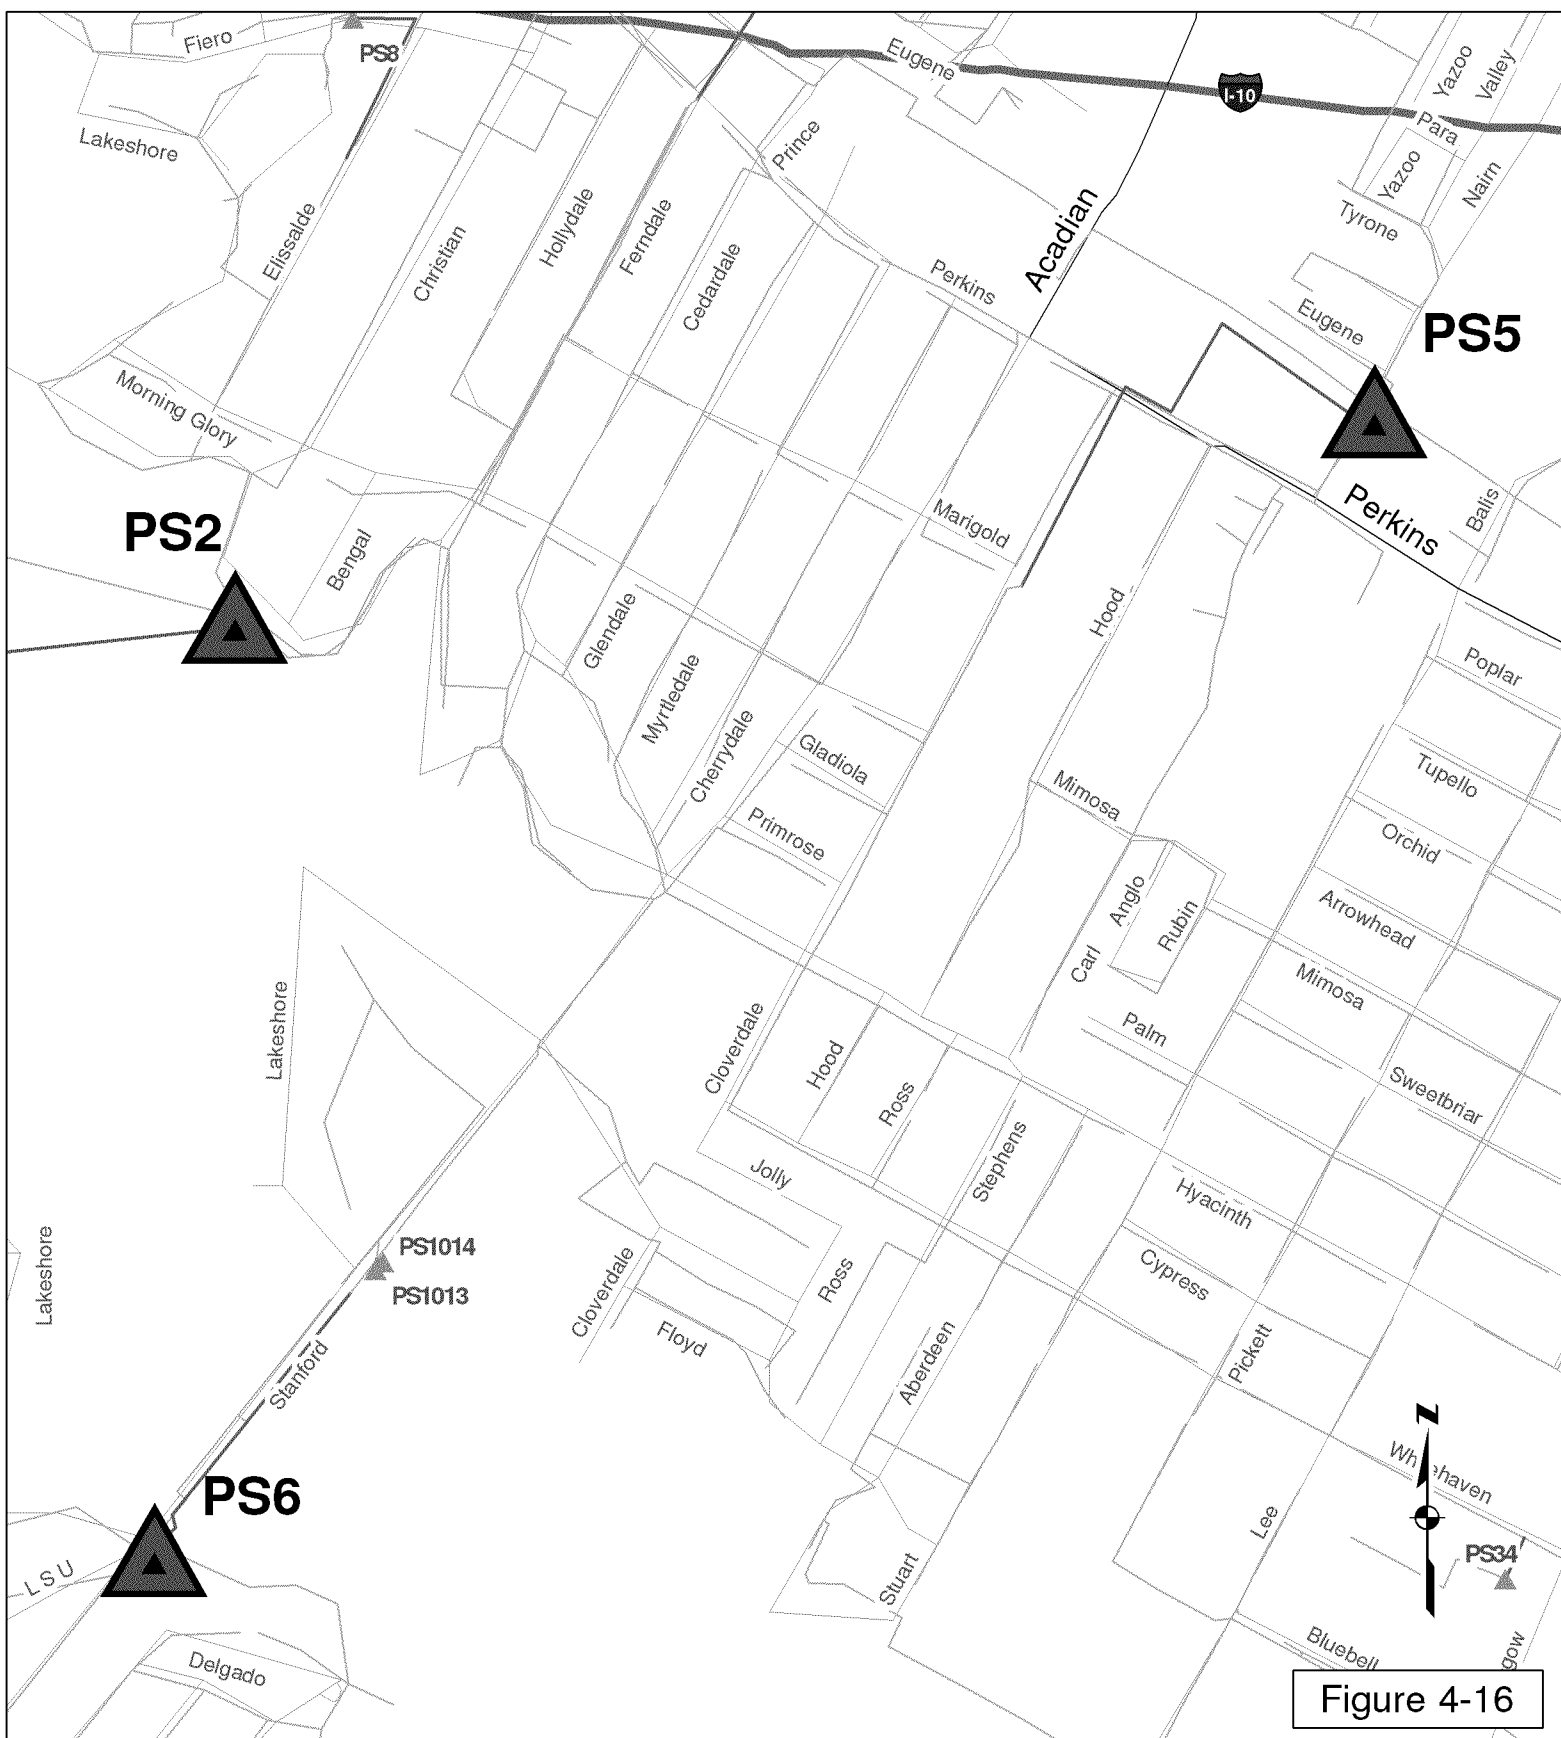 Fiero
PS8
Eugene
I-10
Yazoo
Valley
Para
Lakeshore
Prince
Yazoo
Nairn
Tyrone
Elissalde
Christian
Hollydale
Ferndale
Cedardale
Perkins
Acadian
Eugene
PS5
Morning Glory
PS2
Bengal
Marigold
Perkins
Balis
Hood
Glendale
Myrtledale
Cherrydale
Poplar
Gladiola
Mimosa
Tupello
Primrose
Orchid
Anglo
Rubin
Arrowhead
Carl
Mimosa
Lakeshore
Cloverdale
Hood
Ross
Palm
Sweetbriar
Stephens
Jolly
Hyacinth
Lakeshore
PS1014
PS1013
Cloverdale
Ross
Cypress
Floyd
Aberdeen
Pickett
Stanford
PS6
Whitehaven
Lee
PS34
LSU
Stuart
Delgado
Bluebell
gow
z
Figure 4-16